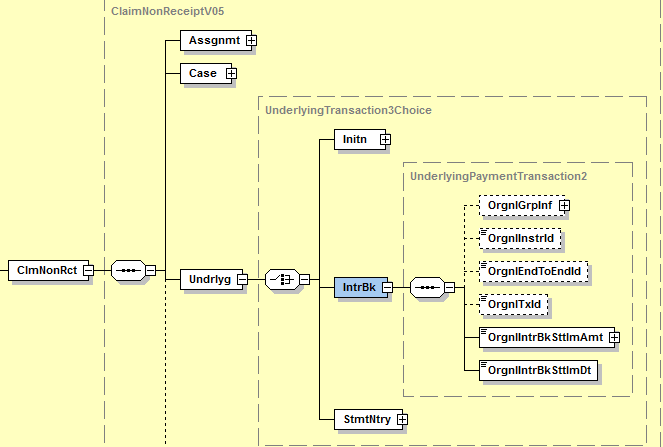 ClaimNonReceiptV05
Assgnmt
Case
UnderlyingTransaction3Choice
Initn
UnderlyingPaymentTransaction2
OrgnlGrpInf
OrgnlInstrId
ClmNonRct
Undrlyg
IntrBk
OrgnlEndToEndId
OrgnlTxId
OrgnlIntrBkSttlmAmt
OrgnlIntrBkSttlmDt
StmtNtry